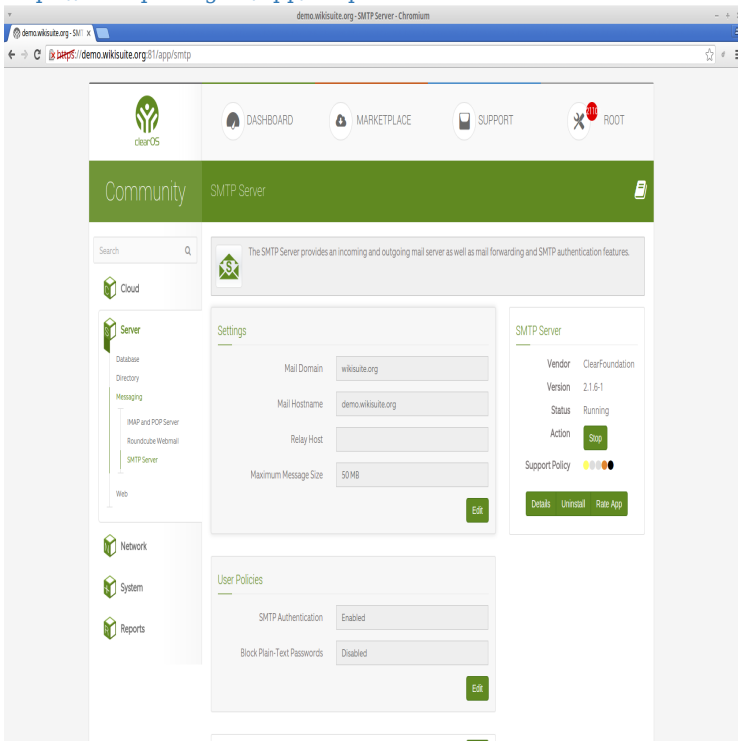 demo.wikisuite.org - SMTP Server - Chromium
demo.wikisuite.org - SMT x
https://demo.wikisuite.org:81/app/smtp
clearOS
DASHBOARD
MARKETPLACE
SUPPORT
2110
ROOT
Community
SMTP Server
Search
The SMTP Server provides an incoming and outgoing mail server as well as mail forwarding and SMTP authentication features.
Cloud
Server
Database
Directory
Messaging
IMAP and POP Server
Roundcube Webmail
SMTP Server
Web
Network
System
Reports
Settings
Mail Domain wikisuite.org
Mail Hostname demo.wikisuite.org
Relay Host
Maximum Message Size 50 MB
Edit
User Policies
SMTP Authentication Enabled
Block Plain-Text Passwords Disabled
Edit
SMTP Server
Vendor ClearFoundation
Version 2.1.6-1
Status Running
Action Stop
Support Policy
Details Uninstall Rate App